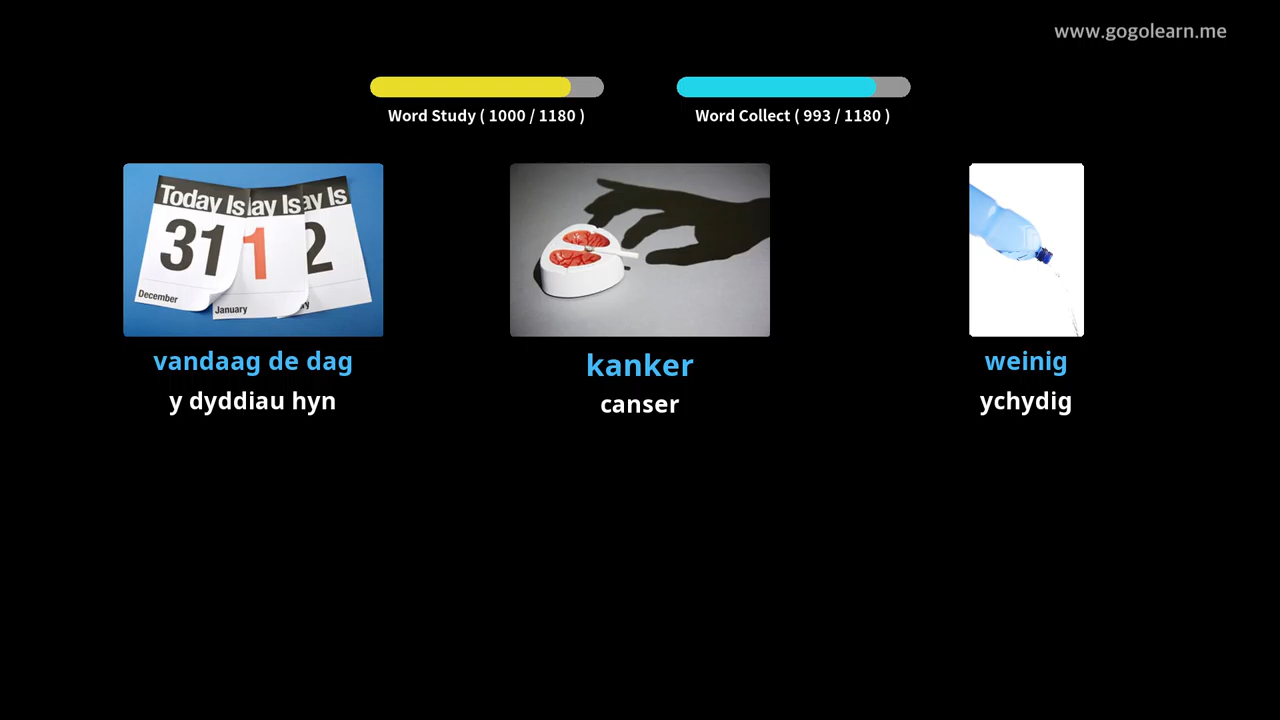 www.gogolearn.me
Word Study ( 1000 / 1180 )
Word Collect ( 993 / 1180 )
Today Is
ay Is
ay Is
31
1
2
December
January
ry
vandaag de dag
kanker
weinig
y dyddiau hyn
canser
ychydig